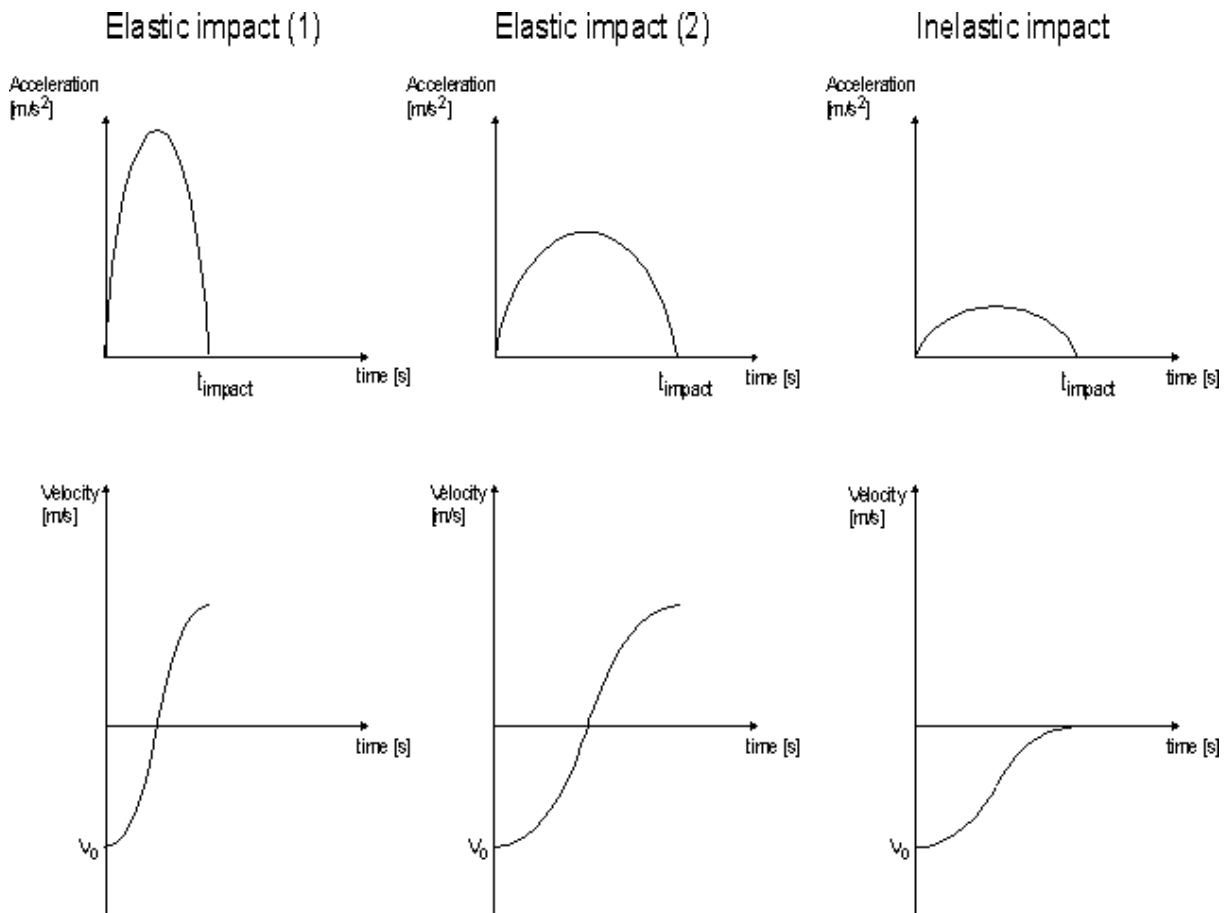 Elastic impact (1)
Elastic impact (2)
Inelastic impact
Acceleration
[m/s²]
Acceleration
[m/s²]
Acceleration
[m/s²]
t_impact
time [s]
t_impact
time [s]
t_impact
time [s]
Velocity
[m/s]
Velocity
[m/s]
Velocity
[m/s]
time [s]
time [s]
time [s]
V₀
V₀
V₀